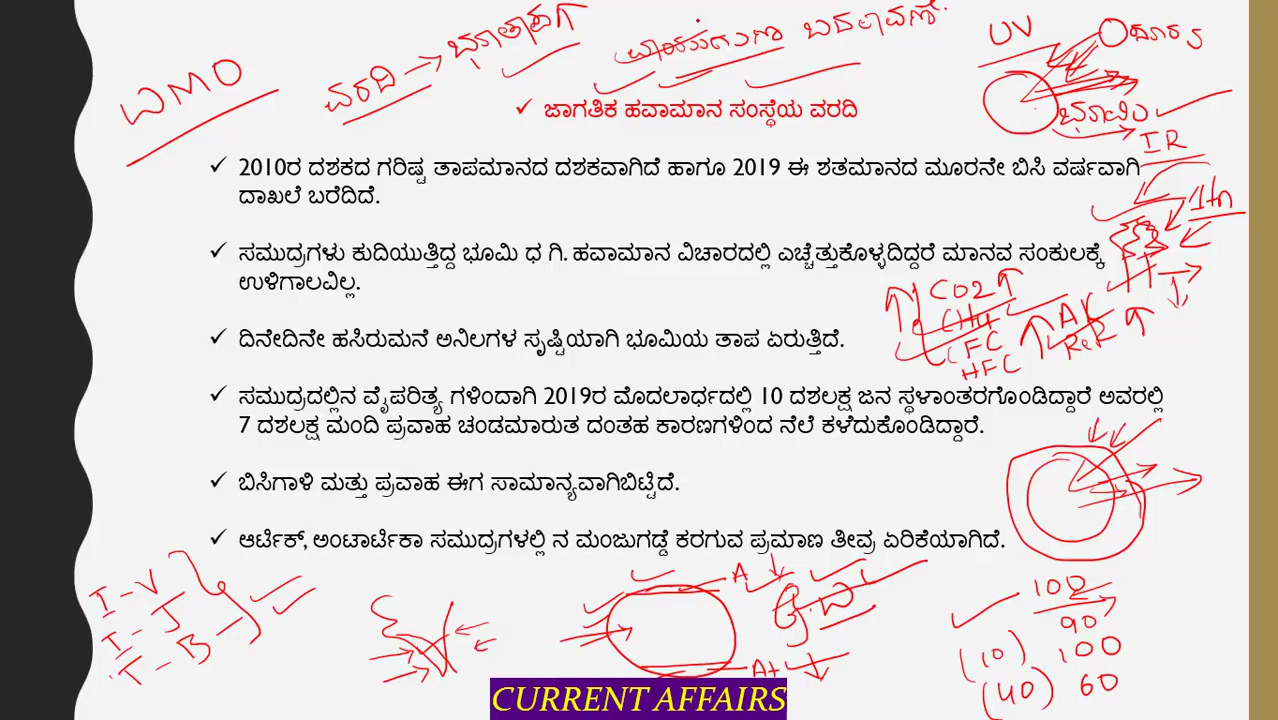 WMO
ವರದಿ → ಭೂತಾಪಗ
ವಾಯುಗುಣ ಬದಲಾವಣೆ
UV
ಜಾಗತಿಕ ಹವಾಮಾನ ಸಂಸ್ಥೆಯ ವರದಿ
IR
2010ರ ದಶಕದ ಗರಿಷ್ಟ ತಾಪಮಾನದ ದಶಕವಾಗಿದೆ ಹಾಗೂ 2019 ಈ ಶತಮಾನದ ಮೂರನೇ ಬಿಸಿ ವರ್ಷವಾಗಿ
ದಾಖಲೆ ಬರೆದಿದೆ.
ಸಮುದ್ರಗಳು ಕುದಿಯುತ್ತಿದ್ದ ಭೂಮಿ ಧ ಗಿ. ಹವಾಮಾನ ವಿಚಾರದಲ್ಲಿ ಎಚ್ಚೆತ್ತುಕೊಳ್ಳದಿದ್ದರೆ ಮಾನವ ಸಂಕುಲಕ್ಕೆ
ಉಳಿಗಾಲವಿಲ್ಲ.
CO2
CH4
CFC
HFC
ದಿನೇದಿನೇ ಹಸಿರುಮನೆ ಅನಿಲಗಳ ಸೃಷ್ಟಿಯಾಗಿ ಭೂಮಿಯ ತಾಪ ಏರುತ್ತಿದೆ.
ಸಮುದ್ರದಲ್ಲಿನ ವೈಪರಿತ್ಯ ಗಳಿಂದಾಗಿ 2019ರ ಮೊದಲಾರ್ಧದಲ್ಲಿ 10 ದಶಲಕ್ಷ ಜನ ಸ್ಥಳಾಂತರಗೊಂಡಿದ್ದಾರೆ ಅವರಲ್ಲಿ
7 ದಶಲಕ್ಷ ಮಂದಿ ಪ್ರವಾಹ ಚಂಡಮಾರುತ ದಂತಹ ಕಾರಣಗಳಿಂದ ನೆಲೆ ಕಳೆದುಕೊಂಡಿದ್ದಾರೆ.
ಬಿಸಿಗಾಳಿ ಮತ್ತು ಪ್ರವಾಹ ಈಗ ಸಾಮಾನ್ಯವಾಗಿಬಿಟ್ಟಿದೆ.
ಆರ್ಟಿಕ್, ಅಂಟಾರ್ಟಿಕಾ ಸಮುದ್ರಗಳಲ್ಲಿ ನ ಮಂಜುಗಡ್ಡೆ ಕರಗುವ ಪ್ರಮಾಣ ತೀವ್ರ ಏರಿಕೆಯಾಗಿದೆ.
I - V
I - J
I - B
A
An
90
(10) 100
(40) 60
CURRENT AFFAIRS